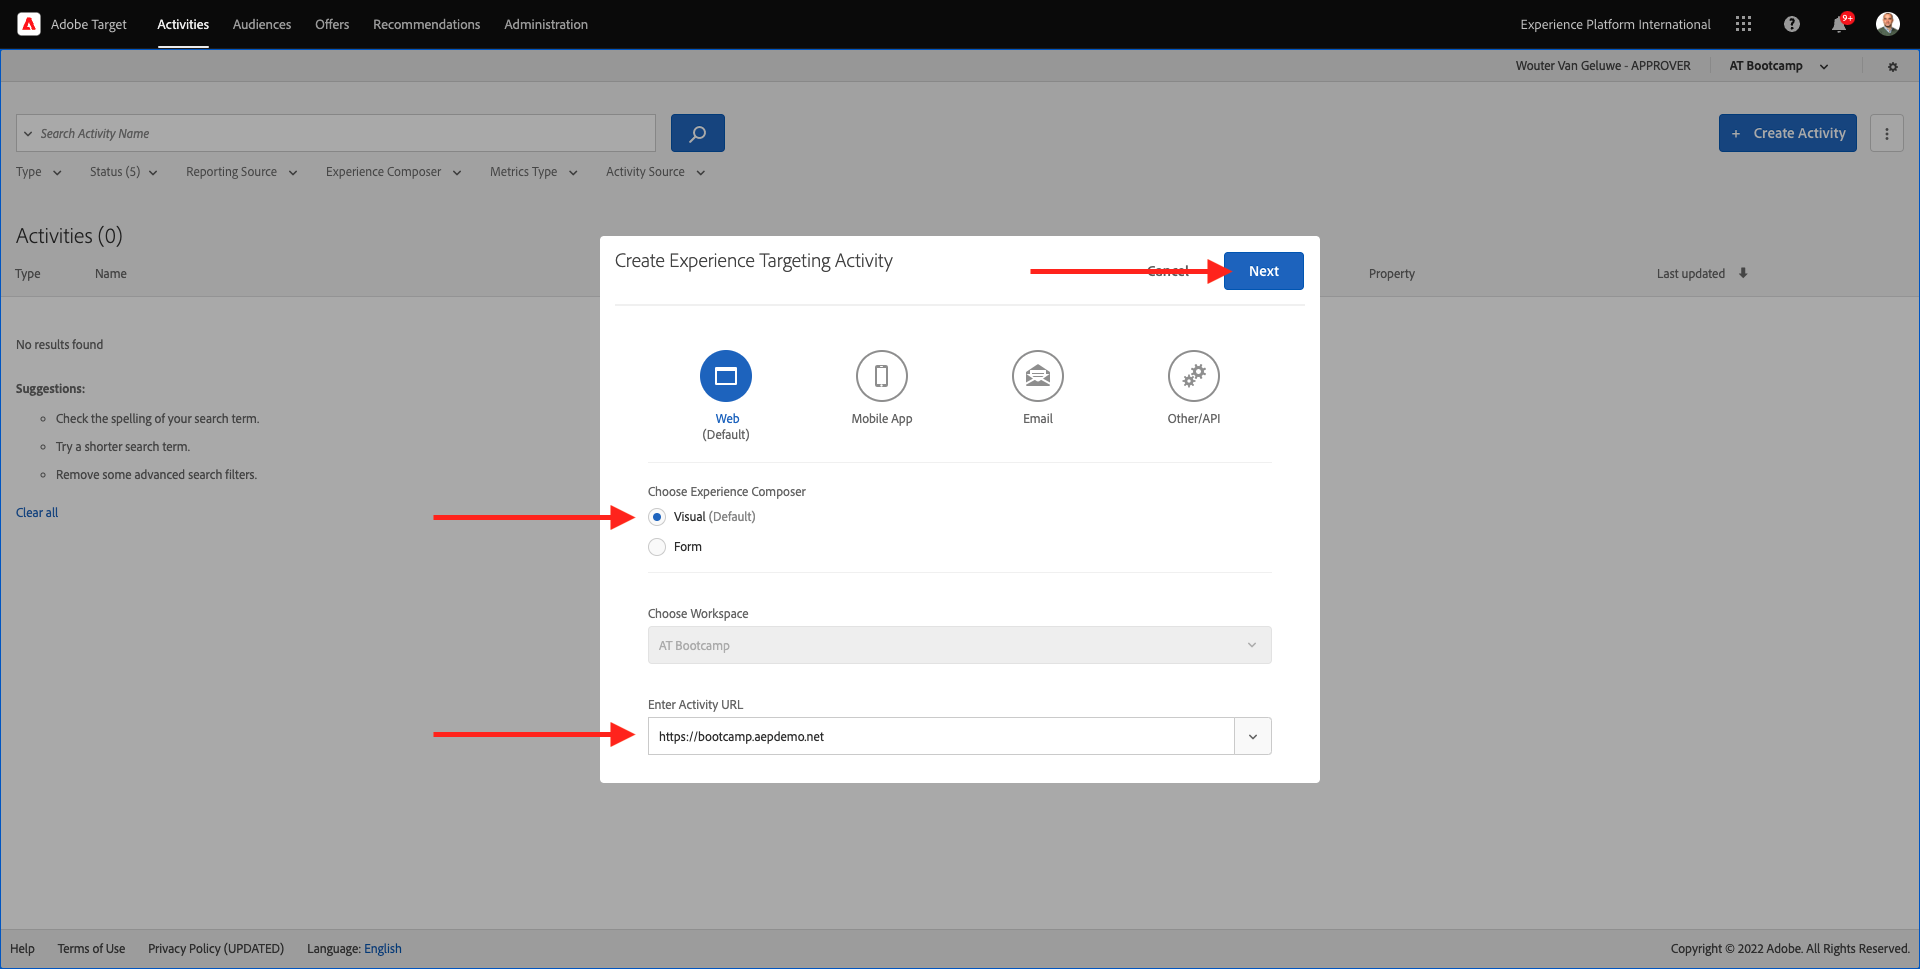 Adobe Target Activities Audiences Offers Recommendations Administration Experience Platform International 9+
Wouter Van Geluwe - APPROVER AT Bootcamp
Search Activity Name
+ Create Activity
Type Status (5) Reporting Source Experience Composer Metrics Type Activity Source
Activities (0)
Type Name Property Last updated
No results found
Suggestions:
Check the spelling of your search term.
Try a shorter search term.
Remove some advanced search filters.
Clear all
Create Experience Targeting Activity
Cancel Next
Web Mobile App Email Other/API
(Default)
Choose Experience Composer
Visual (Default)
Form
Choose Workspace
AT Bootcamp
Enter Activity URL
https://bootcamp.aepdemo.net
Help Terms of Use Privacy Policy (UPDATED) Language: English Copyright © 2022 Adobe. All Rights Reserved.